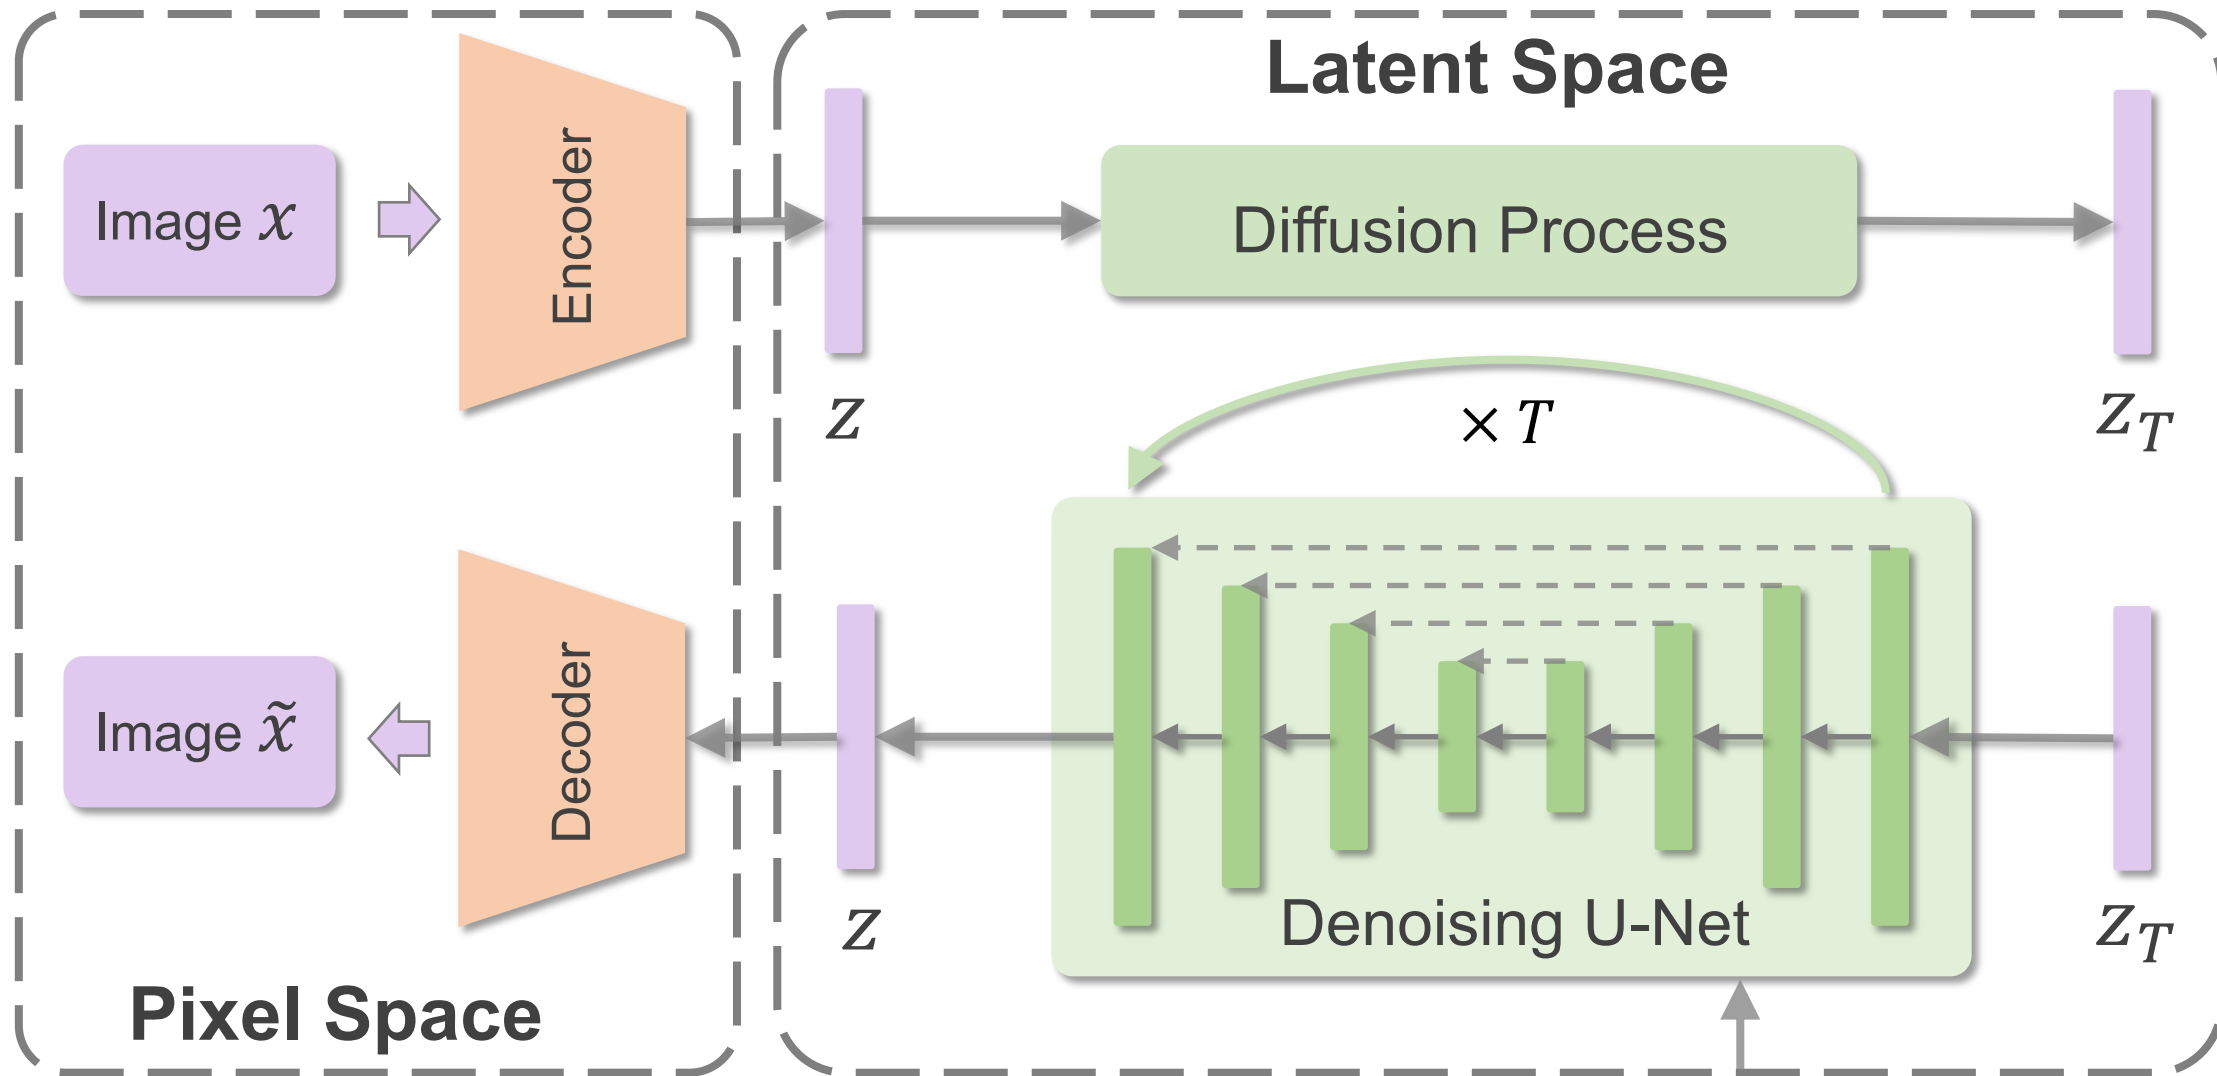 Latent Space
Image x
Encoder
Diffusion Process
z
z_T
× T
Image x̃
Decoder
z
Denoising U-Net
z_T
Pixel Space